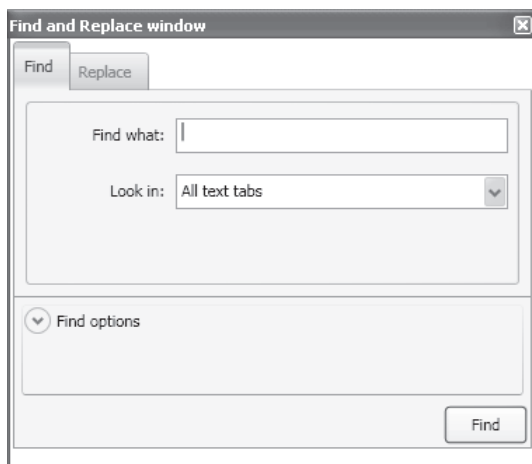 Find and Replace window
Find
Replace
Find what:
Look in: All text tabs
Find options
Find